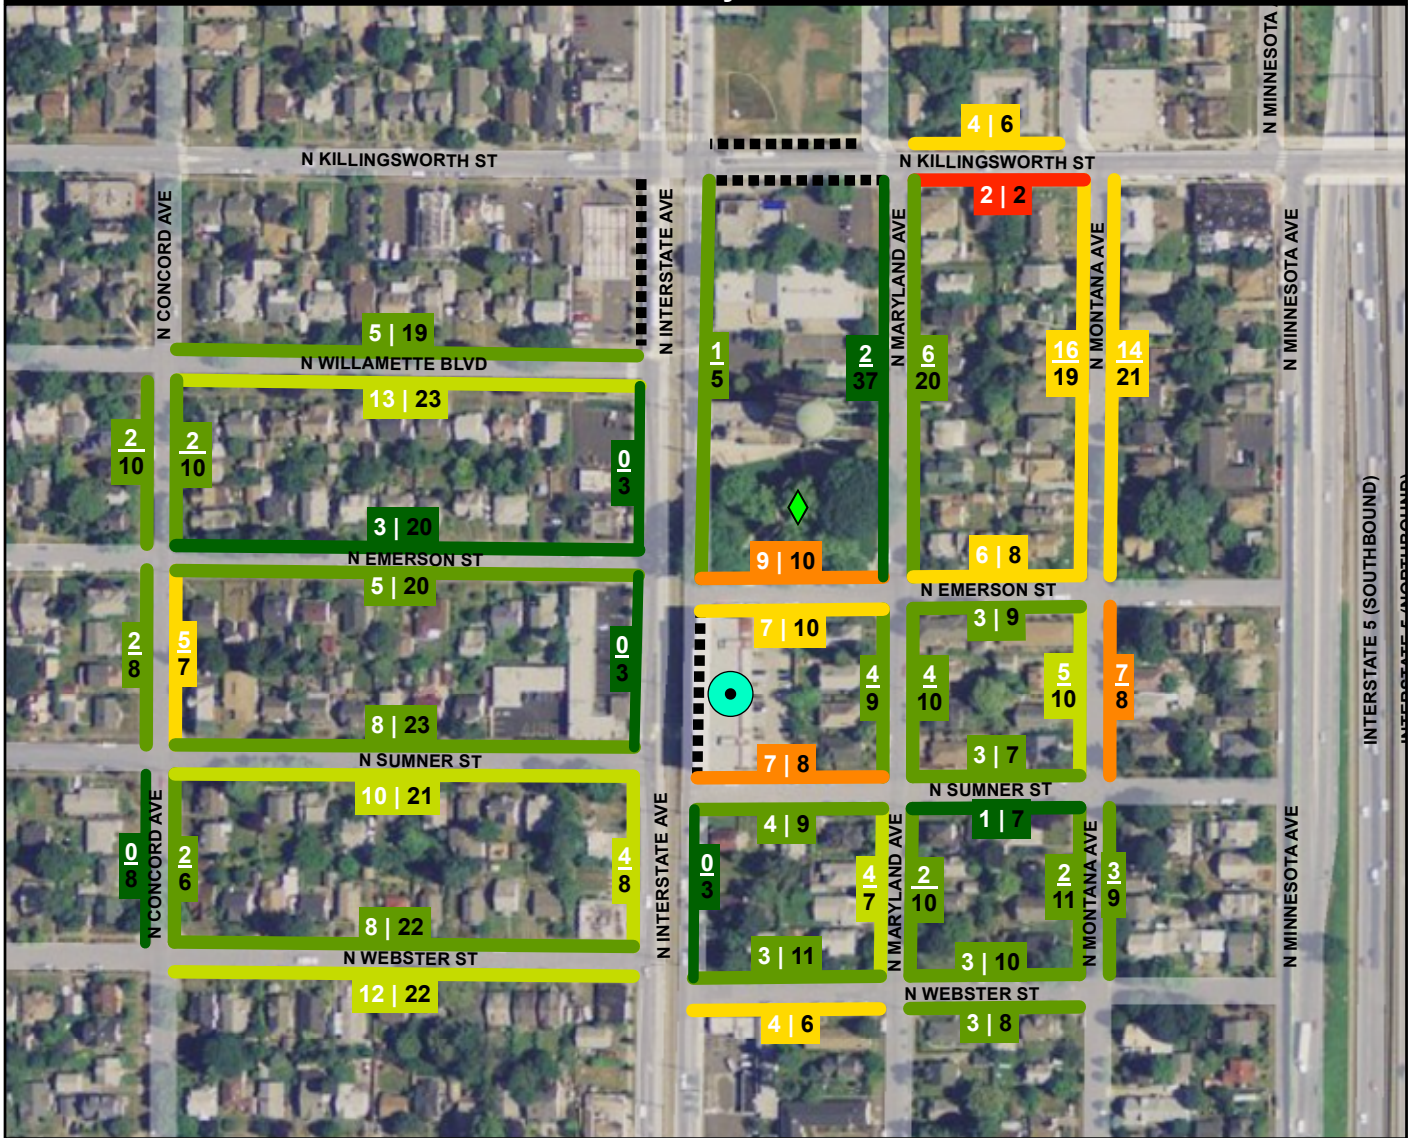 N MINNESOTA
4 | 6
N KILLINGSWORTH ST
N KILLINGSWORTH ST
2 | 2
N CONCORD AVE
N INTERSTATE AVE
N MARYLAND AVE
N MONTANA AVE
N MINNESOTA AVE
5 | 19
N WILLAMETTE BLVD
13 | 23
1
5
2
37
6
20
16
19
14
21
2
10
2
10
0
3
3 | 20
N EMERSON ST
5 | 20
9 | 10
6 | 8
N EMERSON ST
7 | 10
3 | 9
INTERSTATE 5 (SOUTHBOUND)
INTERSTATE 5 (NORTHBOUND)
2
8
5
7
0
3
4
9
4
10
5
10
7
8
8 | 23
N SUMNER ST
10 | 21
7 | 8
3 | 7
N SUMNER ST
4 | 9
1 | 7
N CONCORD AVE
N INTERSTATE AVE
N MARYLAND AVE
N MONTANA AVE
N MINNESOTA AVE
0
8
2
6
4
8
0
3
4
7
2
10
2
11
3
9
8 | 22
N WEBSTER ST
12 | 22
3 | 11
3 | 10
N WEBSTER ST
4 | 6
3 | 8